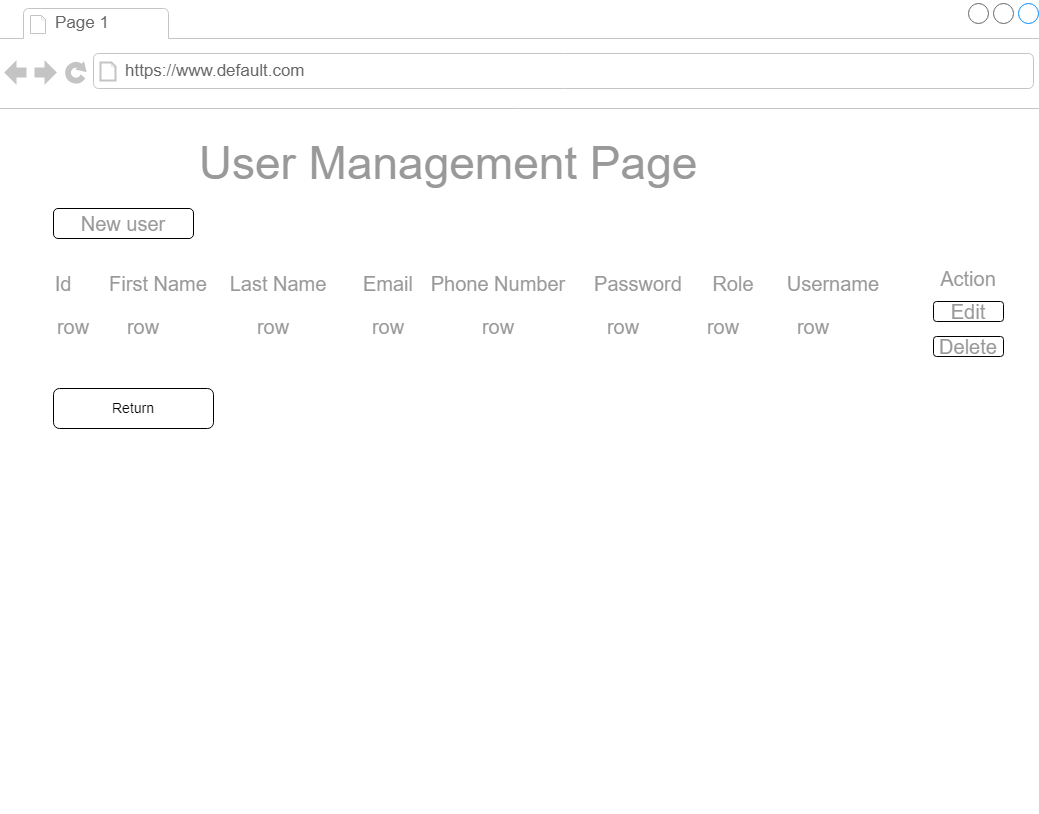 Page 1
https://www.default.com
User Management Page
New user
Id First Name Last Name Email Phone Number Password Role Username Action
row row row row row row row row Edit
Delete
Return